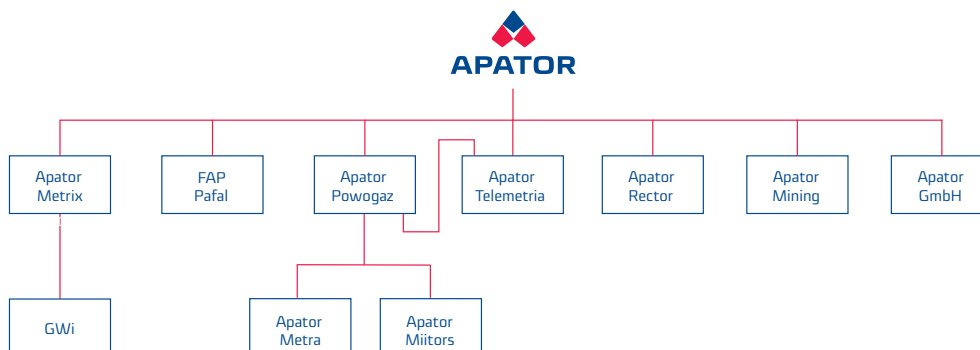 APATOR
Apator
Metrix
FAP
Pafal
Apator
Powogaz
Apator
Telemetria
Apator
Rector
Apator
Mining
Apator
GmbH
GWi
Apator
Metra
Apator
Miitors